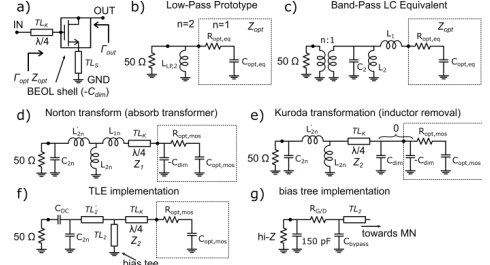 a)
OUT
IN
TL_K
λ/4
Γ_out
TL_S
Γ_opt Z_opt
GND
BEOL shell (-C_dim)
b) Low-Pass Prototype
n=2 n=1 Z_opt
R_opt,eq
50 Ω
L_LP,2
C_opt,eq
c) Band-Pass LC Equivalent
n:1
L_1
Z_opt
R_opt,eq
50 Ω
C_2
L_2
C_opt,eq
d) Norton transform (absorb transformer)
L_2n
L_1n
TL_K
R_opt,mos
λ/4
50 Ω
C_2n
L_2n
Z_1
-C_dim
C_opt,mos
e) Kuroda transformation (inductor removal)
L_2n
TL_K
0
R_opt,mos
λ/4
50 Ω
C_2n
L_2n
Z_2
C_dim
-C_dim
C_opt,mos
f) TLE implementation
C_DC
TL_2
TL_K
R_opt,mos
λ/4
50 Ω
C_2n
TL_2
Z_2
C_opt,mos
bias tee
g) bias tree implementation
R_G/D
TL_2
towards MN
hi-Z
150 pF
C_bypass